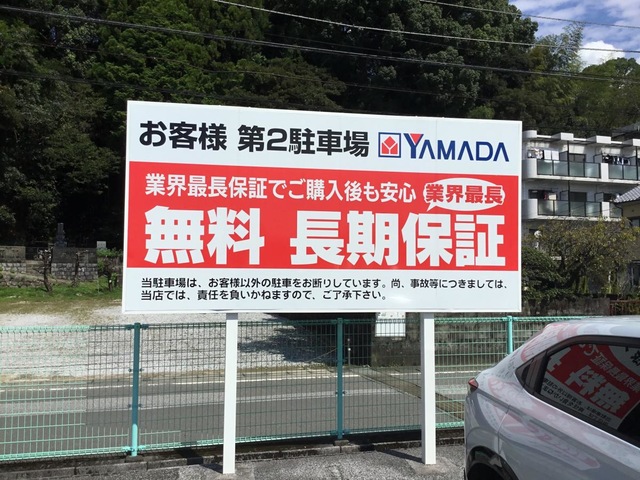 お客様 第2駐車場 YAMADA
業界最長保証でご購入後も安心 業界最長
無料 長期保証
当駐車場は、お客様以外の駐車をお断りしています。尚、事故等につきましては、
当店では、責任を負いかねますので、ご了承下さい。